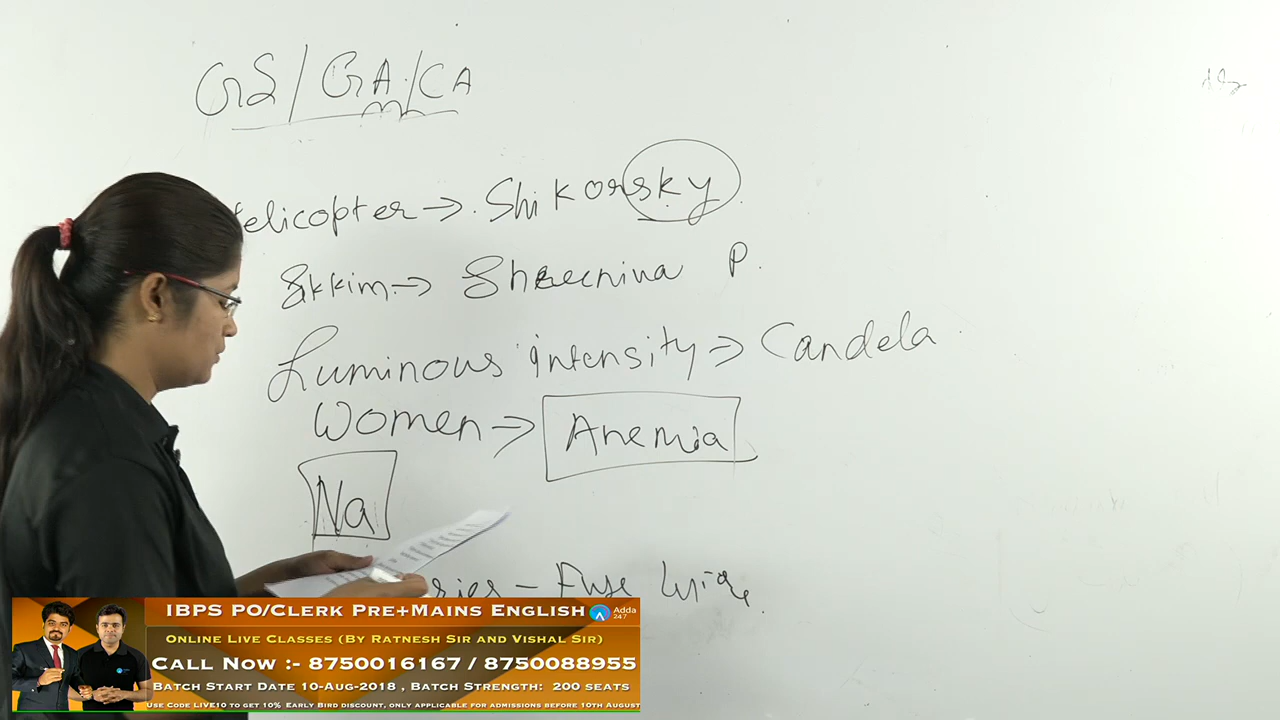 GS/GA/CA
Helicopter → Shikorsky
Sikkim → Shreenina P.
Luminous intensity → Candela
Women → Anemia
Na
ries - Fuse Wire.
IBPS PO/Clerk Pre+Mains English
Adda
247
Online Live Classes (By Ratnesh Sir and Vishal Sir)
Call Now :- 8750016167 / 8750088955
Batch Start Date 10-Aug-2018 , Batch Strength: 200 seats
Use Code LIVE10 to get 10% Early Bird discount, only applicable for admissions before 10th August